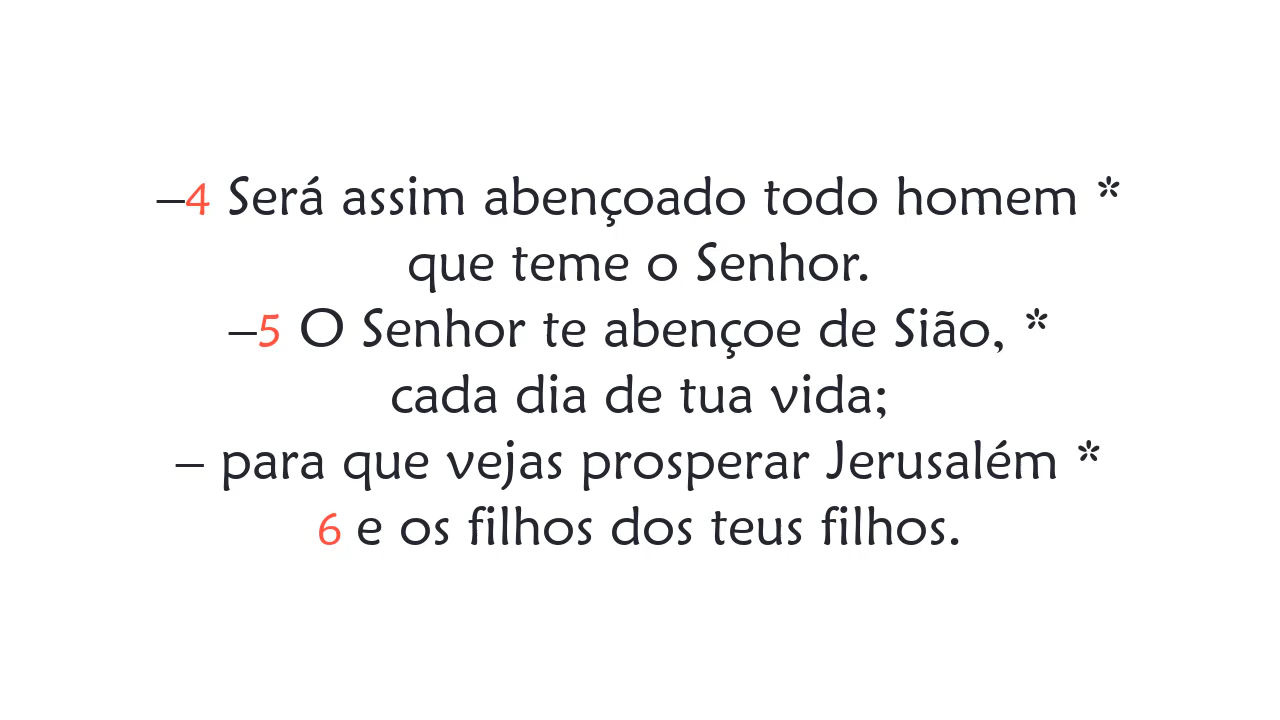 –4 Será assim abençoado todo homem *
que teme o Senhor.
–5 O Senhor te abençoe de Sião, *
cada dia de tua vida;
– para que vejas prosperar Jerusalém *
6 e os filhos dos teus filhos.